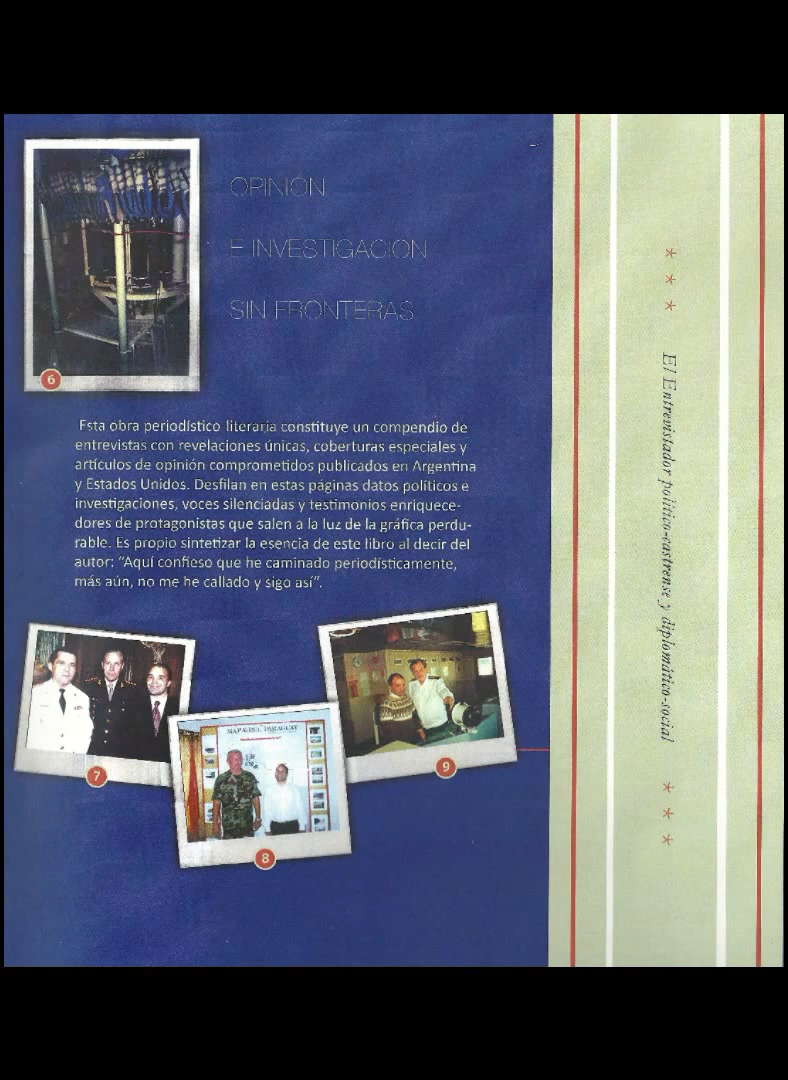 OPINIÓN
E INVESTIGACIÓN
SIN FRONTERAS
6
Esta obra periodístico literaria constituye un compendio de
entrevistas con revelaciones únicas, coberturas especiales y
artículos de opinión comprometidos publicados en Argentina
y Estados Unidos. Desfilan en estas páginas datos políticos e
investigaciones, voces silenciadas y testimonios enriquece-
dores de protagonistas que salen a la luz de la gráfica perdu-
rable. Es propio sintetizar la esencia de este libro al decir del
autor: “Aquí confieso que he caminado periodísticamente,
más aún, no me he callado y sigo así”.
7
MAPA DEL PARAGUAY
8
9
* * * El Entrevistador político-castrense y diplomático-social * * *